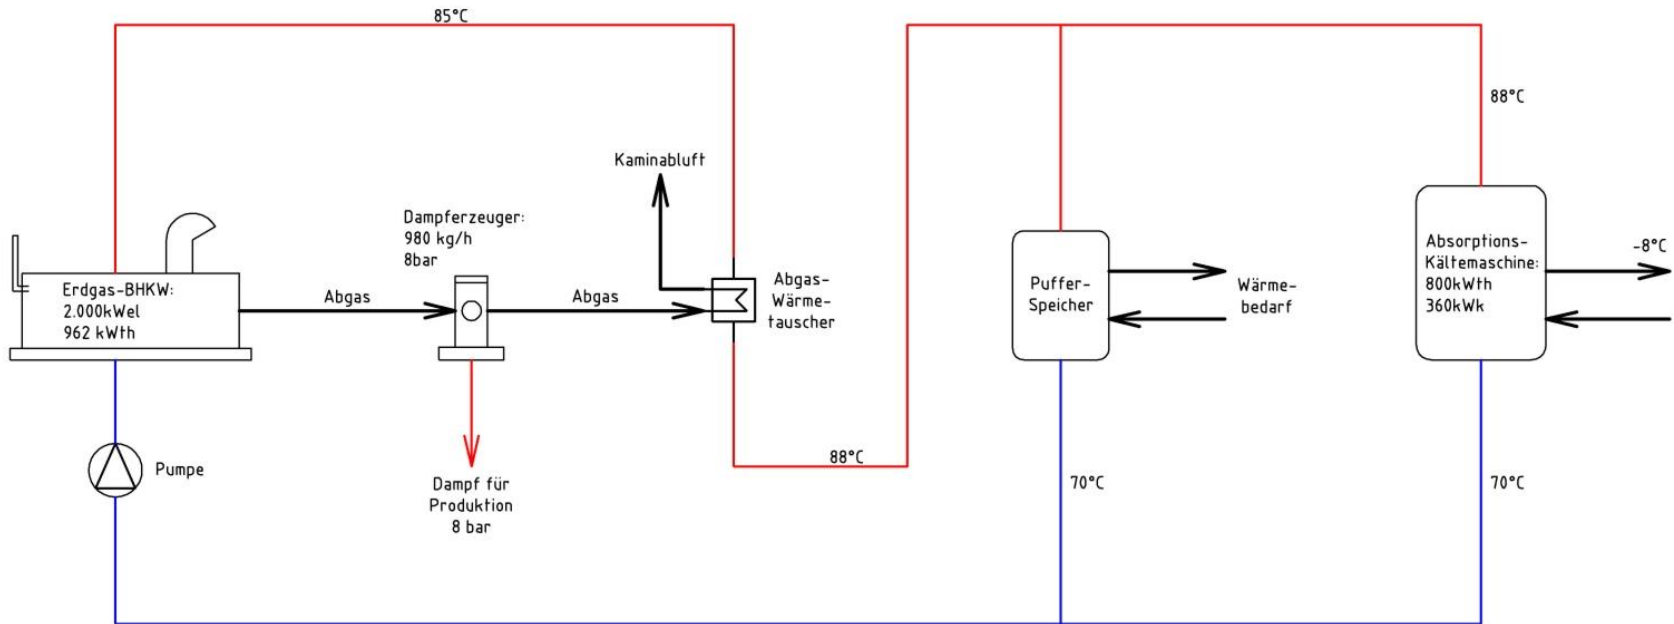 85°C
88°C
Kaminabluft
Dampferzeuger:
980 kg/h
8bar
Erdgas-BHKW:
2.000kWel
962 kWth
Abgas
Abgas
Abgas-
Wärme-
tauscher
Puffer-
Speicher
Wärme-
bedarf
Absorptions-
Kältemaschine:
800kWth
360kWk
-8°C
Pumpe
Dampf für
Produktion
8 bar
88°C
70°C
70°C